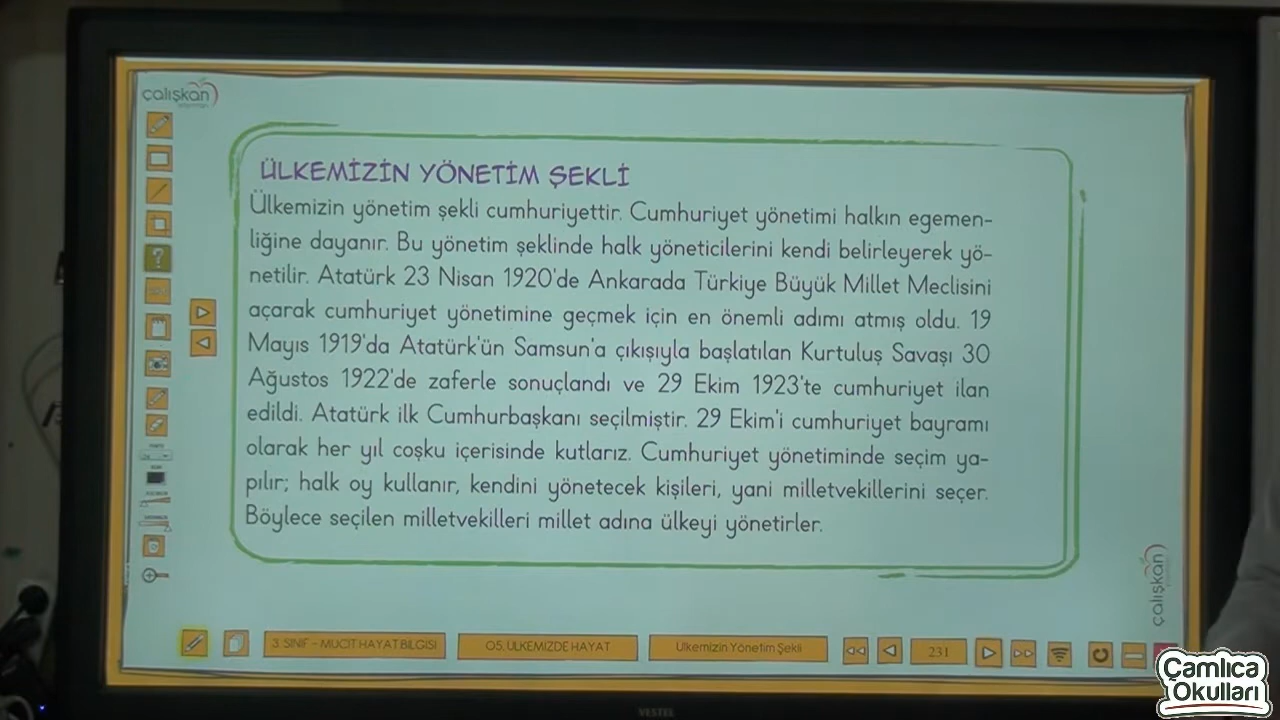 çalışkan
ÜLKEMİZİN YÖNETİM ŞEKLİ
Ülkemizin yönetim şekli cumhuriyettir. Cumhuriyet yönetimi halkın egemen-
liğine dayanır. Bu yönetim şeklinde halk yöneticilerini kendi belirleyerek yö-
netilir. Atatürk 23 Nisan 1920'de Ankarada Türkiye Büyük Millet Meclisini
açarak cumhuriyet yönetimine geçmek için en önemli adımı atmış oldu. 19
Mayıs 1919'da Atatürk'ün Samsun'a çıkışıyla başlatılan Kurtuluş Savaşı 30
Ağustos 1922'de zaferle sonuçlandı ve 29 Ekim 1923'te cumhuriyet ilan
edildi. Atatürk ilk Cumhurbaşkanı seçilmiştir. 29 Ekim'i cumhuriyet bayramı
olarak her yıl coşku içerisinde kutlarız. Cumhuriyet yönetiminde seçim ya-
pılır; halk oy kullanır, kendini yönetecek kişileri, yani milletvekillerini seçer.
Böylece seçilen milletvekilleri millet adına ülkeyi yönetirler.
çalışkan
3. SINIF - MUCİT HAYAT BİLGİSİ
05. ÜLKEMİZDE HAYAT
Ülkemizin Yönetim Şekli
231
VESTEL
Çamlıca
Okulları